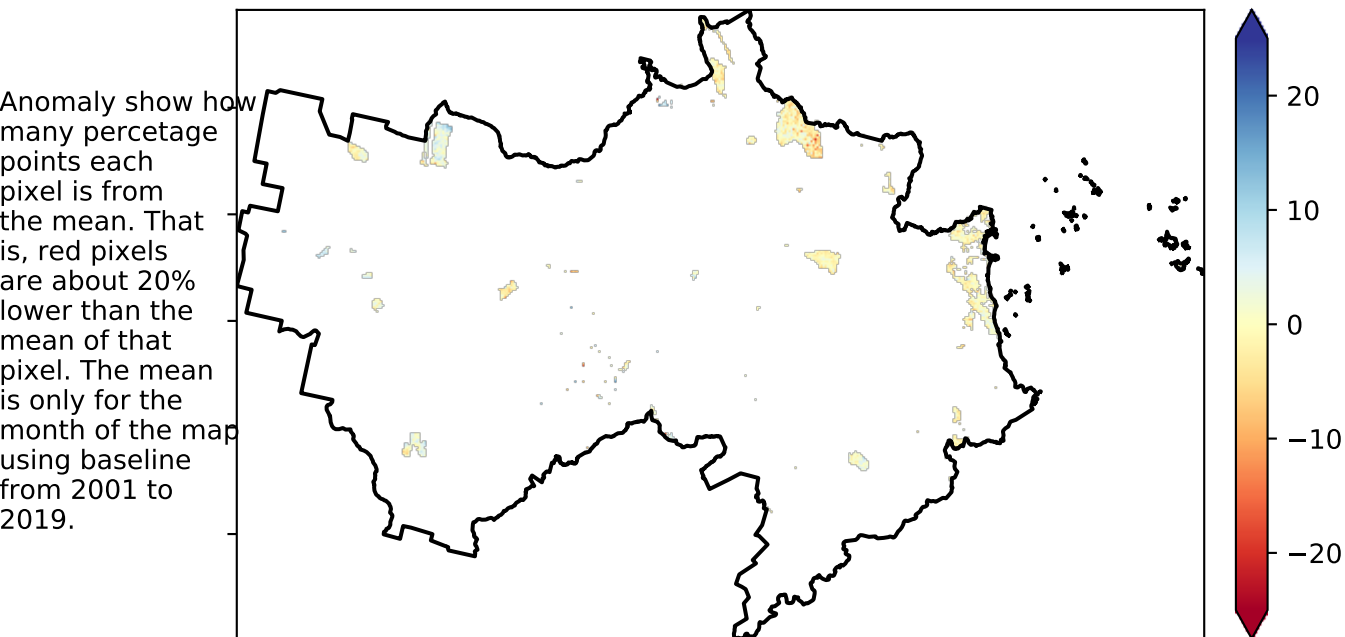 Anomaly show how
many percetage
points each
pixel is from
the mean. That
is, red pixels
are about 20%
lower than the
mean of that
pixel. The mean
is only for the
month of the map
using baseline
from 2001 to
2019.
20
10
0
−10
−20